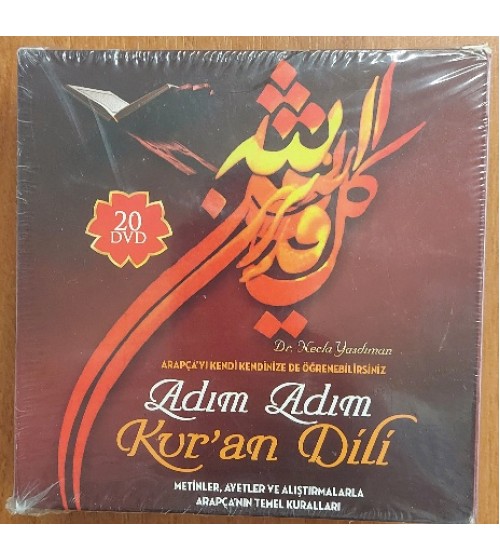 20
DVD
Dr. Necla Yasdıman
ARAPÇA'YI KENDİ KENDİNİZE DE ÖĞRENEBİLİRSİNİZ
Adım Adım
Kur'an Dili
METİNLER, AYETLER VE ALIŞTIRMALARLA
ARAPÇA'NIN TEMEL KURALLARI